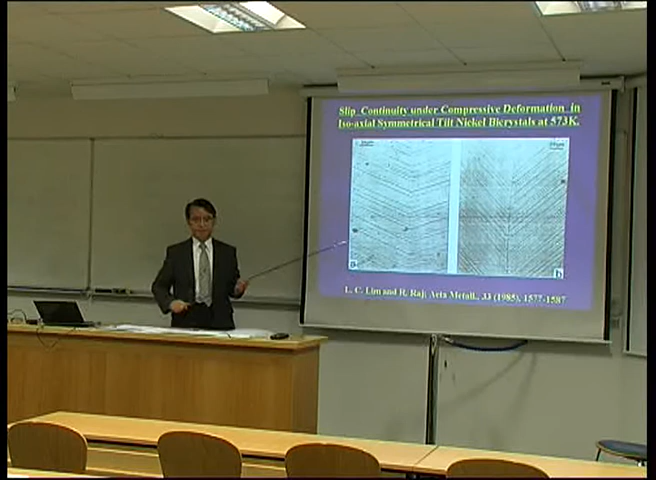 Slip Continuity under Compressive Deformation in
Iso-axial Symmetrical Tilt Nickel Bicrystals at 573K.
a
b
L. C. Lim and R. Raj; Acta Metall., 33 (1985), 1577-1587